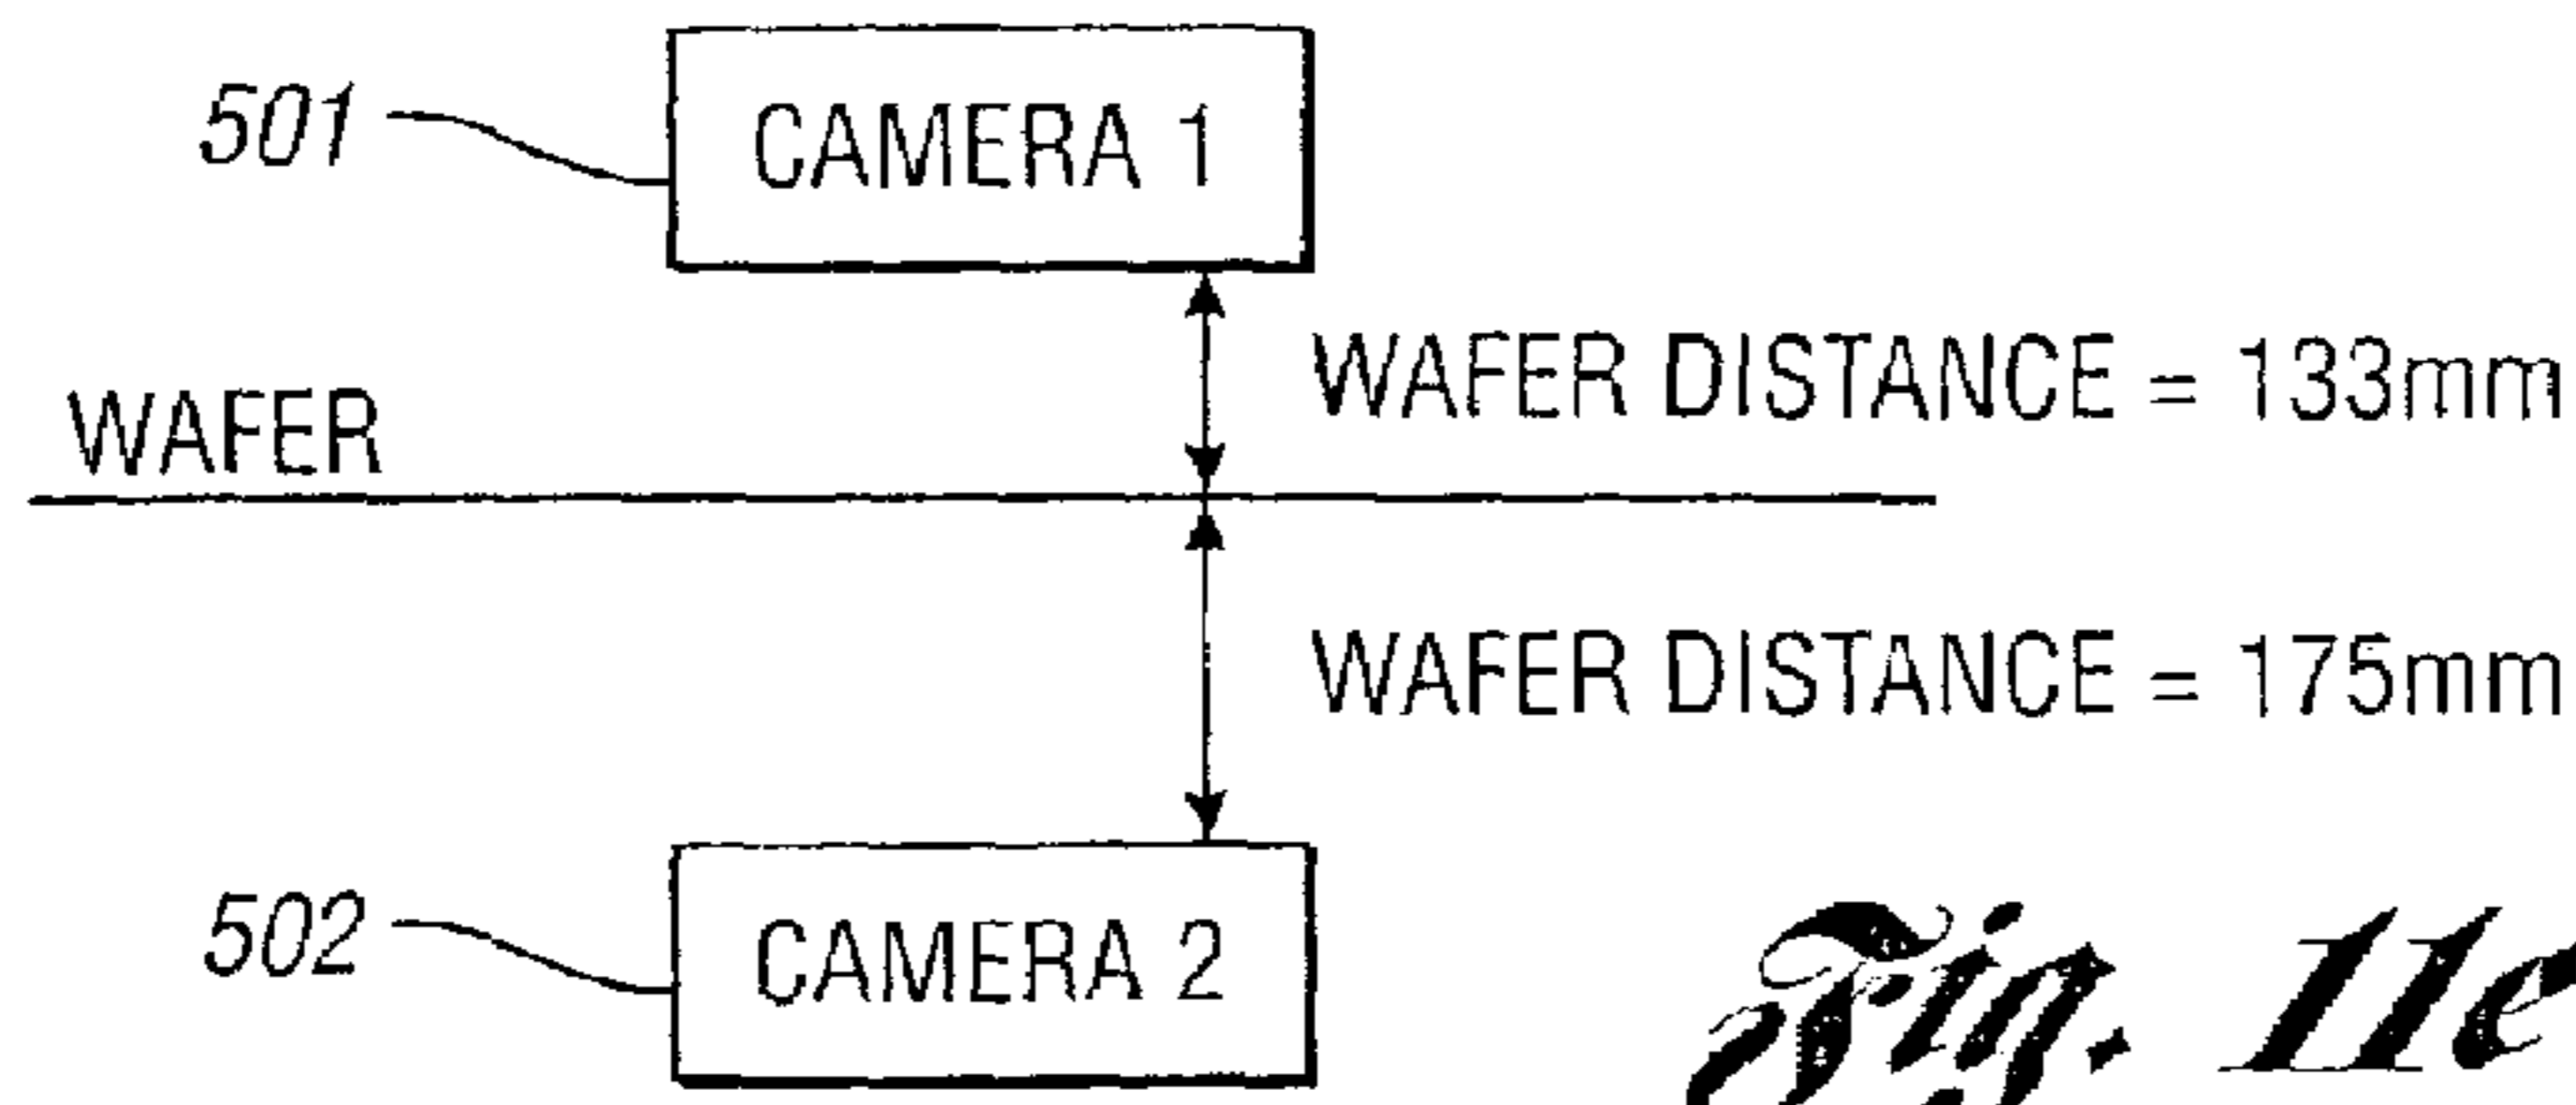 501
CAMERA 1
WAFER DISTANCE = 133mm
WAFER
WAFER DISTANCE = 175mm
502
CAMERA 2
Fig. 11e